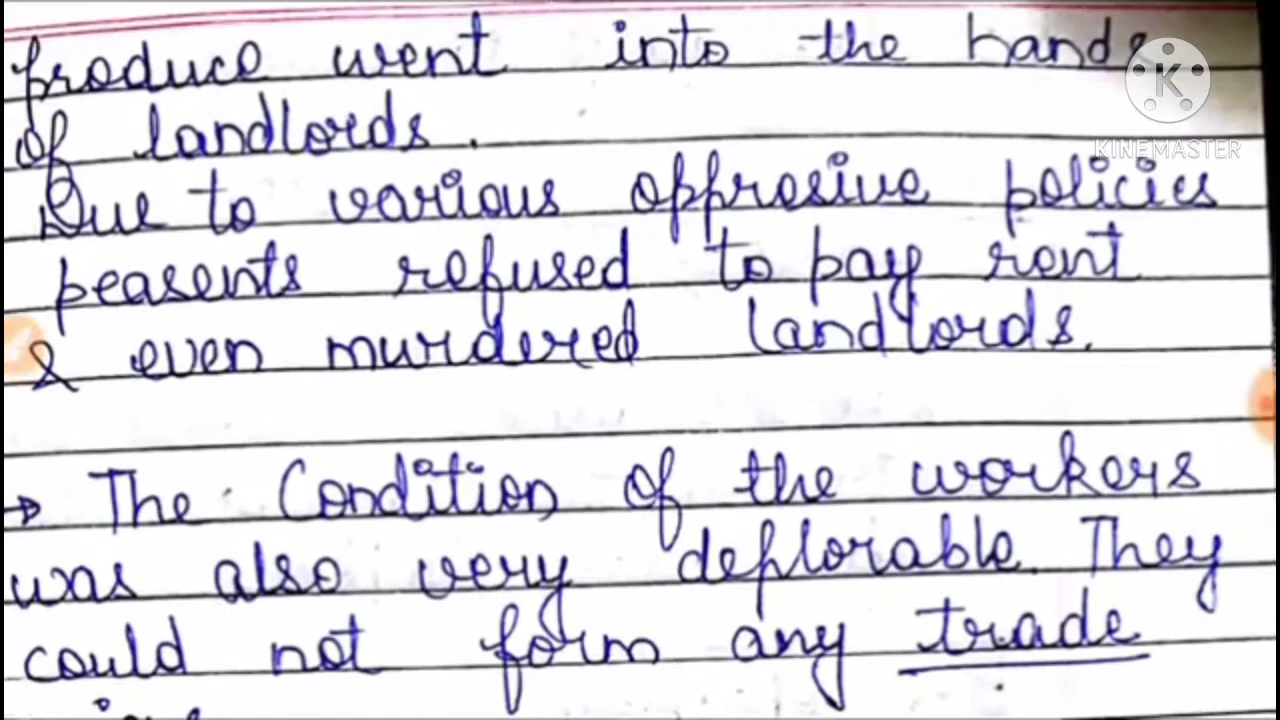 produce went into the hands
of landlords.
Due to various oppresive policies
peasents refused to pay rent
& even murdered landlords.
→ The Condition of the workers
was also very deplorable. They
could not form any trade
KINEMASTER